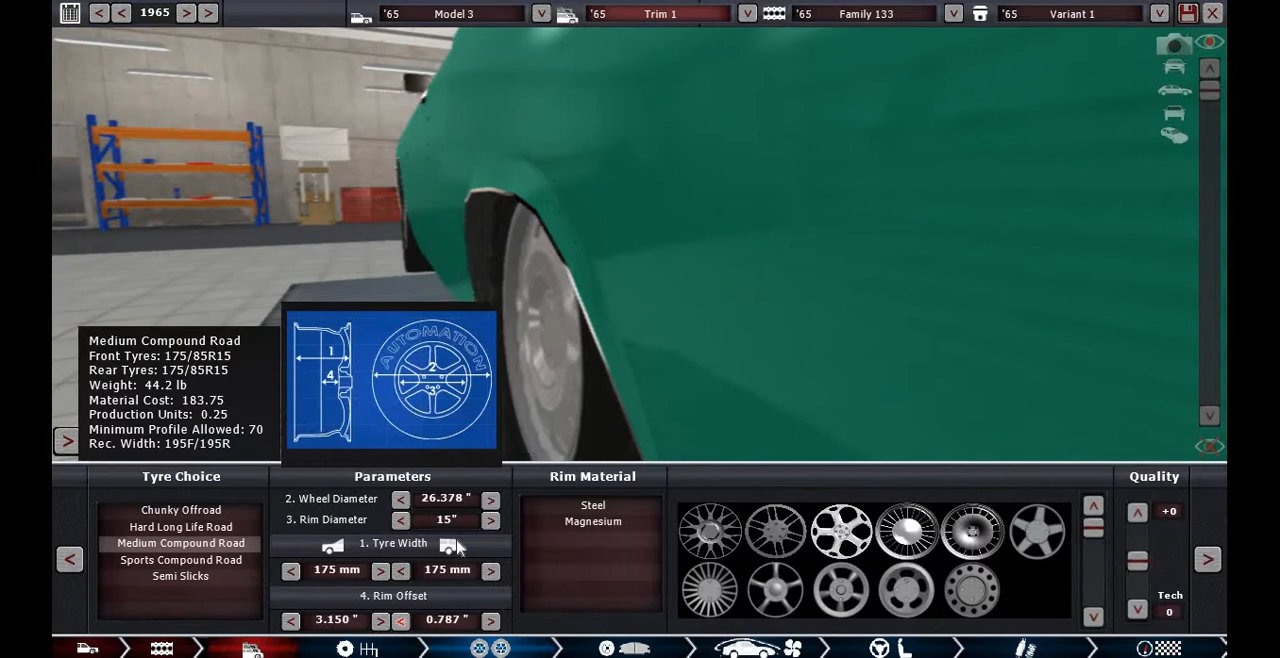 1965
'65 Model 3
'65 Trim 1
'65 Family 133
'65 Variant 1
Medium Compound Road
Front Tyres: 175/85R15
Rear Tyres: 175/85R15
Weight: 44.2 lb
Material Cost: 183.75
Production Units: 0.25
Minimum Profile Allowed: 70
Rec. Width: 195F/195R
AUTOMATION
1
2
3
4
Tyre Choice
Chunky Offroad
Hard Long Life Road
Medium Compound Road
Sports Compound Road
Semi Slicks
Parameters
2. Wheel Diameter < 26.378 " >
3. Rim Diameter < 15" >
1. Tyre Width
< 175 mm > < 175 mm >
4. Rim Offset
< 3.150 " > < 0.787 " >
Rim Material
Steel
Magnesium
Quality
+0
Tech
0